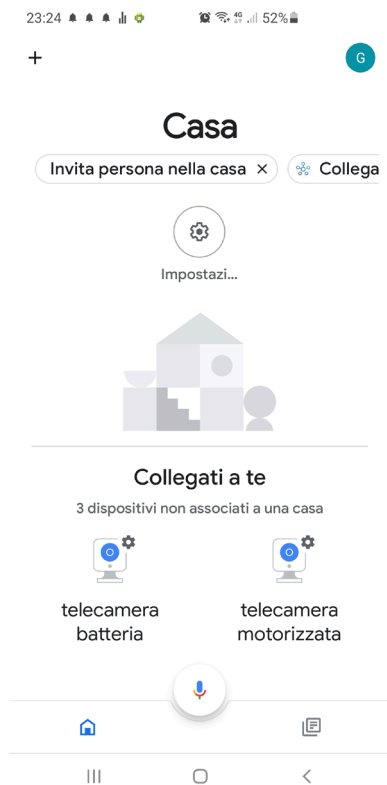 23:24 4G 52%
+ G
Casa
Invita persona nella casa × Collega
Impostazi...
Collegati a te
3 dispositivi non associati a una casa
telecamera telecamera
batteria motorizzata